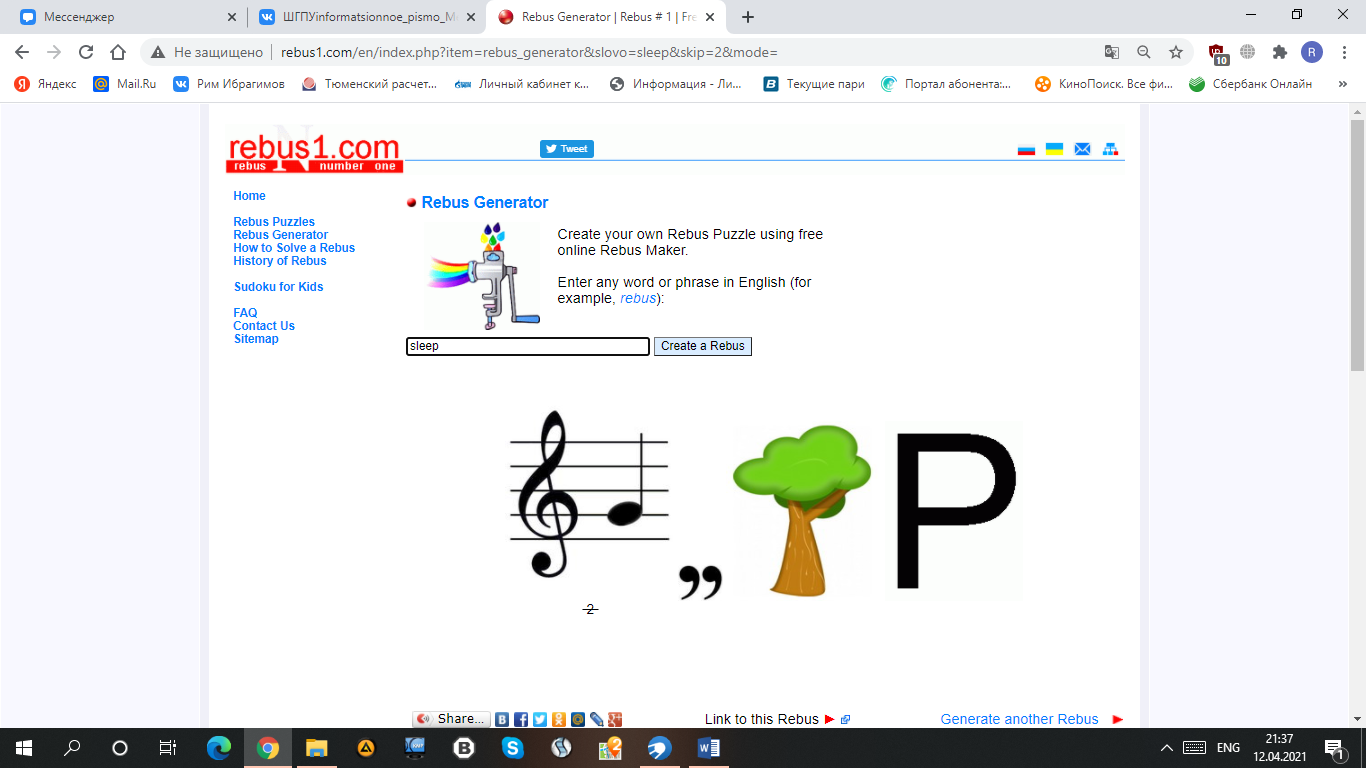 Мессенджер
ШГПУinformatsionnoe_pismo_M
Rebus Generator | Rebus # 1 | Fre
Не защищено
rebus1.com/en/index.php?item=rebus_generator&slovo=sleep&skip=2&mode=
10
R
Яндекс
Mail.Ru
Рим Ибрагимов
Тюменский расчет...
Личный кабинет к...
Информация - Ли...
Текущие пари
Портал абонента:...
КиноПоиск. Все фи...
Сбербанк Онлайн
»
rebus1.com
rebus number one
Tweet
Home
Rebus Puzzles
Rebus Generator
How to Solve a Rebus
History of Rebus
Sudoku for Kids
FAQ
Contact Us
Sitemap
Rebus Generator
Create your own Rebus Puzzle using free
online Rebus Maker.
Enter any word or phrase in English (for
example, rebus):
sleep
Create a Rebus
,,
P
2
Share...
Link to this Rebus
Generate another Rebus
ENG
21:37
12.04.2021
1